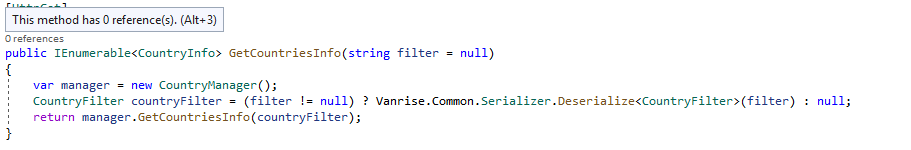 This method has 0 reference(s). (Alt+3)
0 references
public IEnumerable<CountryInfo> GetCountriesInfo(string filter = null)
{
var manager = new CountryManager();
CountryFilter countryFilter = (filter != null) ? Vanrise.Common.Serializer.Deserialize<CountryFilter>(filter) : null;
return manager.GetCountriesInfo(countryFilter);
}